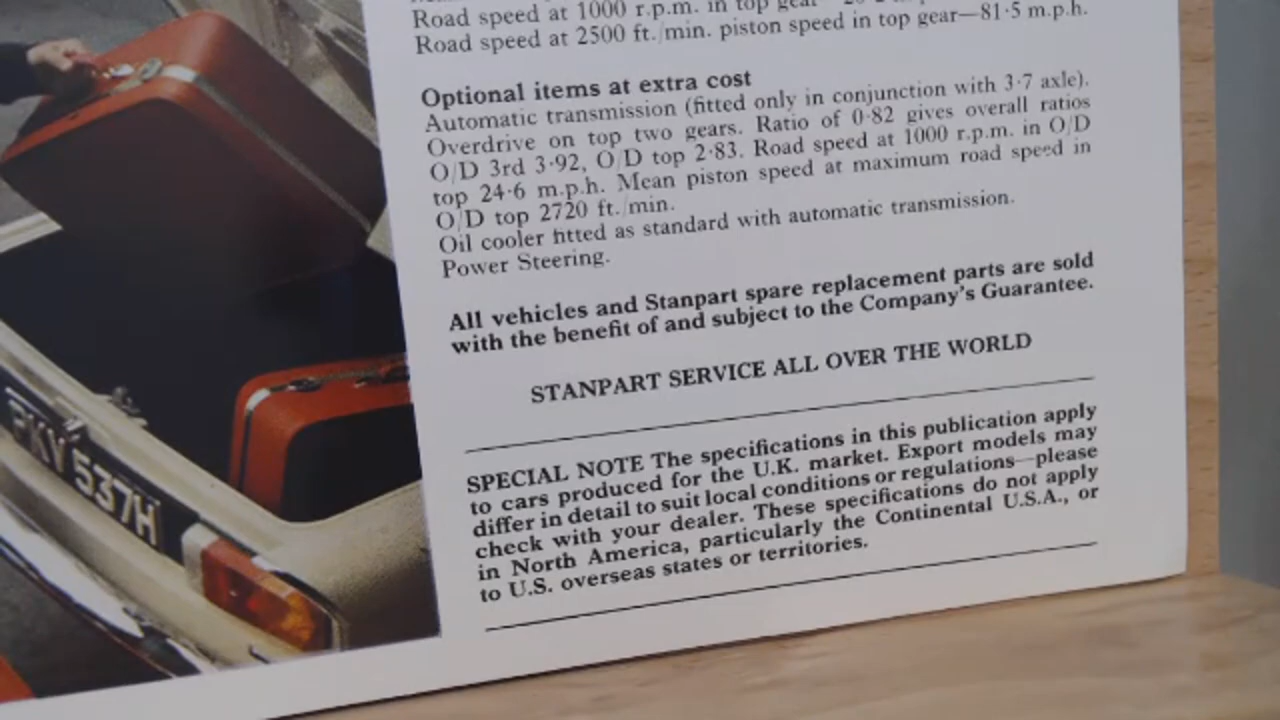 Road speed at 1000 r.p.m. in top gear
Road speed at 2500 ft./min. piston speed in top gear—81·5 m.p.h.
Optional items at extra cost
Automatic transmission (fitted only in conjunction with 3·7 axle).
Overdrive on top two gears. Ratio of 0·82 gives overall ratios
O/D 3rd 3·92, O/D top 2·83. Road speed at 1000 r.p.m. in O/D
top 24·6 m.p.h. Mean piston speed at maximum road speed in
O/D top 2720 ft./min.
Oil cooler fitted as standard with automatic transmission.
Power Steering.
All vehicles and Stanpart spare replacement parts are sold
with the benefit of and subject to the Company's Guarantee.
STANPART SERVICE ALL OVER THE WORLD
SPECIAL NOTE The specifications in this publication apply
to cars produced for the U.K. market. Export models may
differ in detail to suit local conditions or regulations—please
check with your dealer. These specifications do not apply
in North America, particularly the Continental U.S.A., or
to U.S. overseas states or territories.
PKV 537H